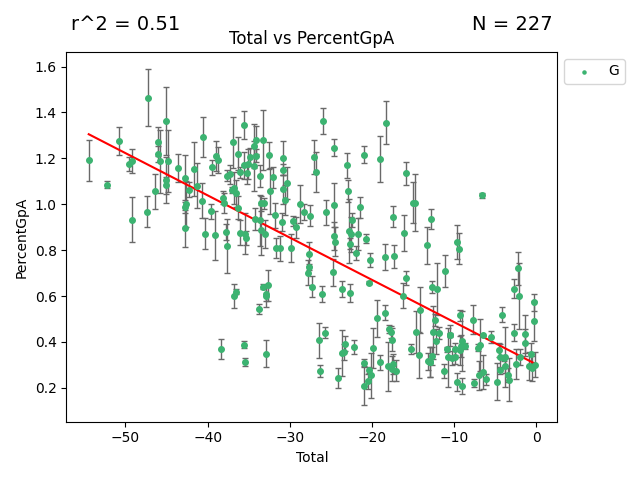 r^2 = 0.51 N = 227
Total vs PercentGpA
G
PercentGpA
1.6
1.4
1.2
1.0
0.8
0.6
0.4
0.2
−50 −40 −30 −20 −10 0
Total